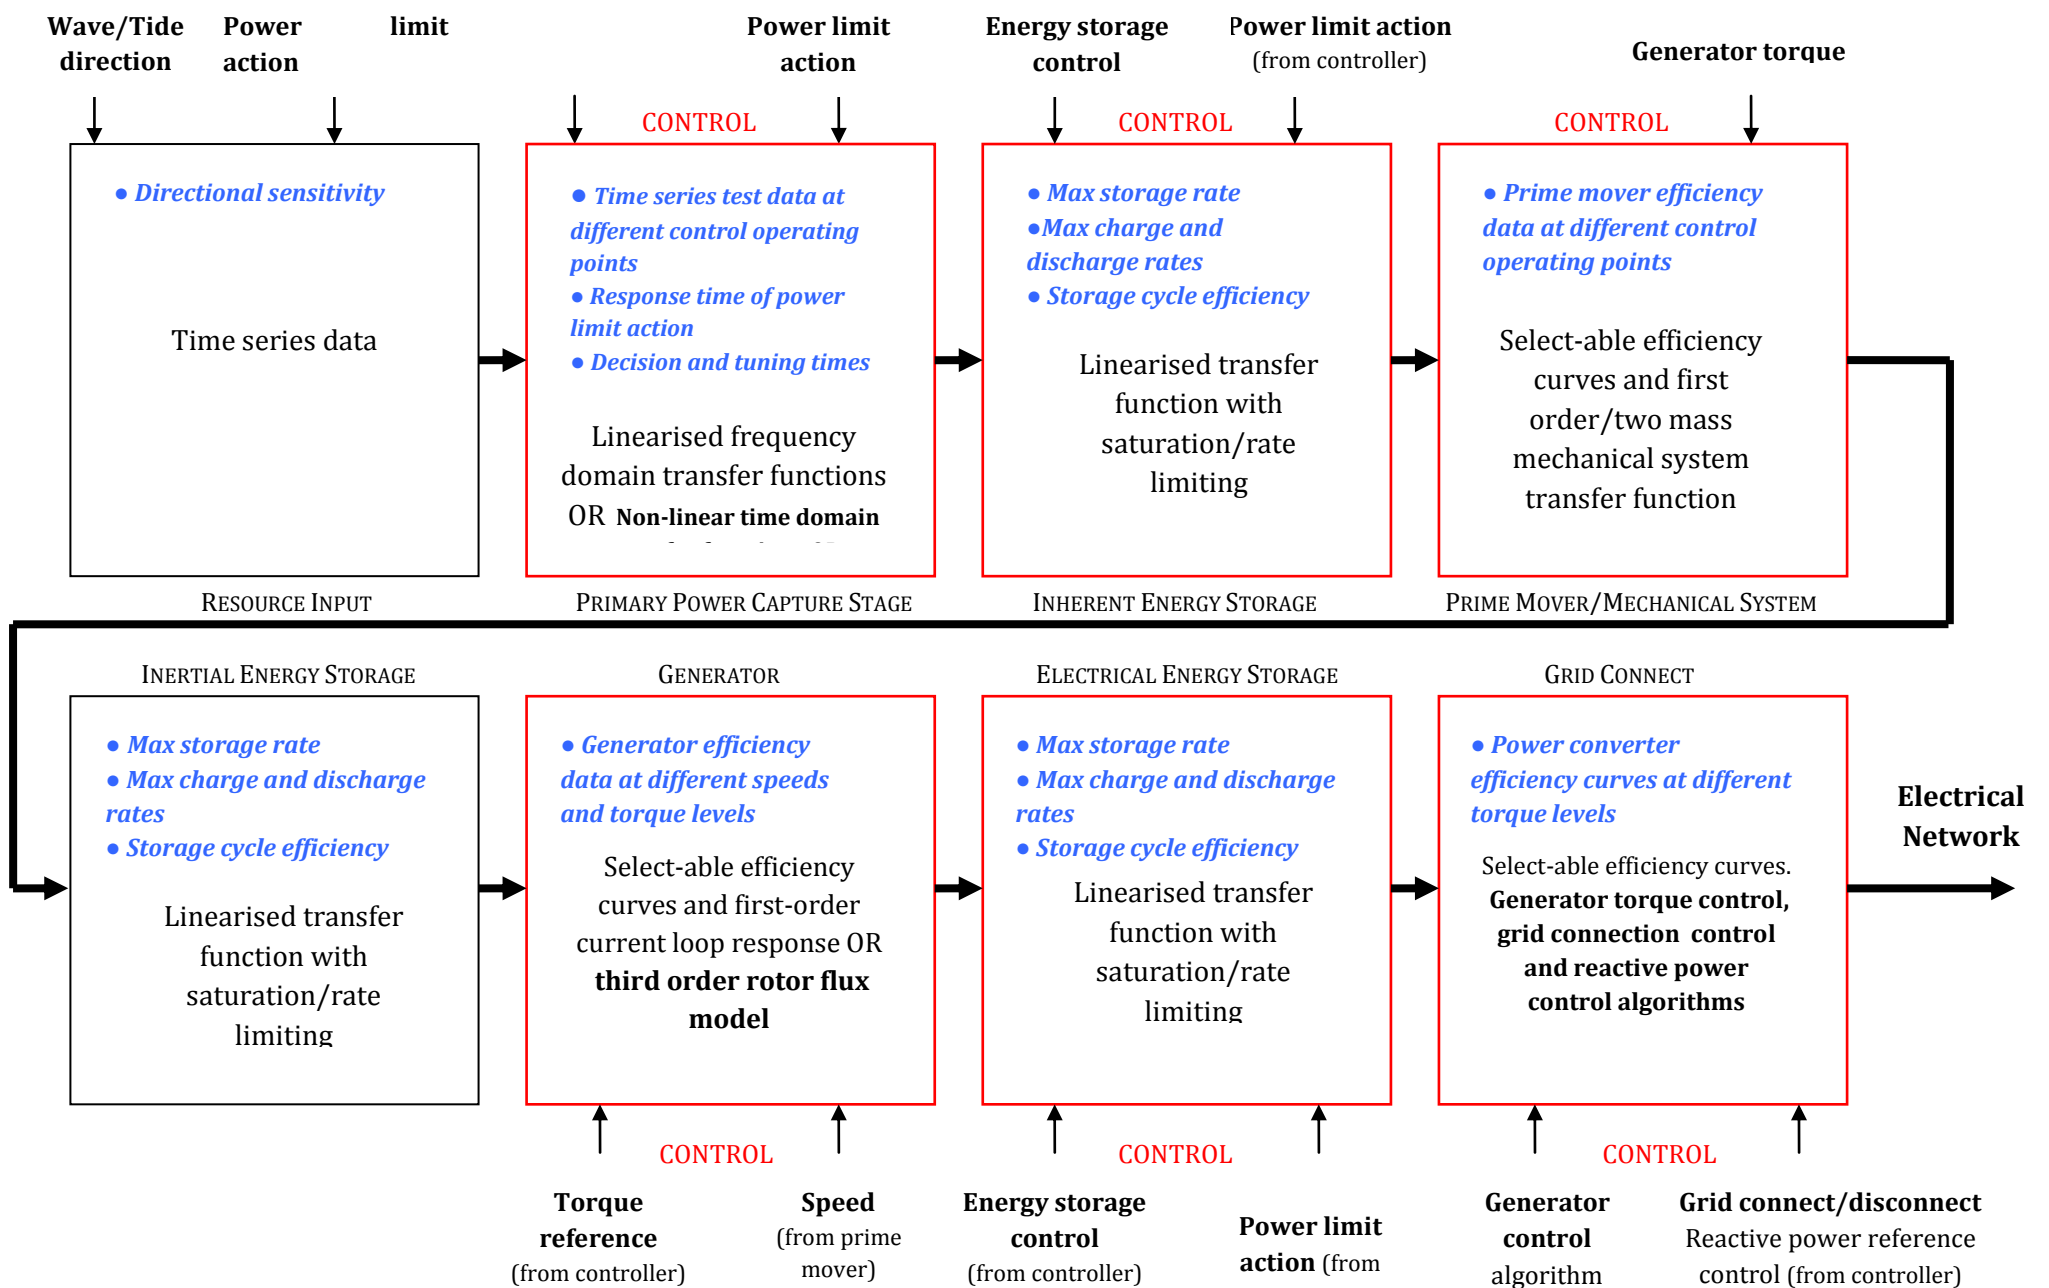 Wave/Tide
direction
Power limit
action
Power limit
action
Energy storage
control
Power limit action
(from controller)
Generator torque
CONTROL
CONTROL
CONTROL
● Directional sensitivity
Time series data
● Time series test data at
different control operating
points
● Response time of power
limit action
● Decision and tuning times
Linearised frequency
domain transfer functions
OR Non-linear time domain
● Max storage rate
●Max charge and
discharge rates
● Storage cycle efficiency
Linearised transfer
function with
saturation/rate
limiting
● Prime mover efficiency
data at different control
operating points
Select-able efficiency
curves and first
order/two mass
mechanical system
transfer function
RESOURCE INPUT
PRIMARY POWER CAPTURE STAGE
INHERENT ENERGY STORAGE
PRIME MOVER/MECHANICAL SYSTEM
INERTIAL ENERGY STORAGE
GENERATOR
ELECTRICAL ENERGY STORAGE
GRID CONNECT
● Max storage rate
● Max charge and discharge
rates
● Storage cycle efficiency
Linearised transfer
function with
saturation/rate
limiting
● Generator efficiency
data at different speeds
and torque levels
Select-able efficiency
curves and first-order
current loop response OR
third order rotor flux
model
● Max storage rate
● Max charge and discharge
rates
● Storage cycle efficiency
Linearised transfer
function with
saturation/rate
limiting
● Power converter
efficiency curves at different
torque levels
Select-able efficiency curves.
Generator torque control,
grid connection control
and reactive power
control algorithms
Electrical
Network
CONTROL
CONTROL
CONTROL
Torque
reference
(from controller)
Speed
(from prime
mover)
Energy storage
control
(from controller)
Power limit
action (from
Generator
control
algorithm
Grid connect/disconnect
Reactive power reference
control (from controller)